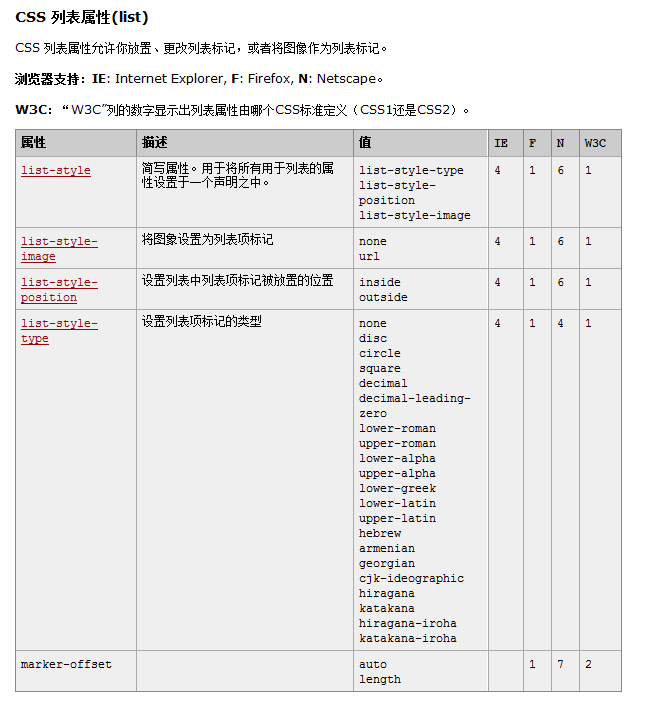 CSS 列表属性(list)
CSS 列表属性允许你放置、更改列表标记，或者将图像作为列表标记。
浏览器支持：IE: Internet Explorer, F: Firefox, N: Netscape。
W3C：“W3C”列的数字显示出列表属性由哪个CSS标准定义（CSS1还是CSS2）。
属性 描述 值 IE F N W3C
list-style 简写属性。用于将所有用于列表的属 list-style-type 4 1 6 1
性设置于一个声明之中。 list-style-
position
list-style-image
list-style- 将图象设置为列表项标记 none 4 1 6 1
image url
list-style- 设置列表中列表项标记被放置的位置 inside 4 1 6 1
position outside
list-style- 设置列表项标记的类型 none 4 1 4 1
type disc
circle
square
decimal
decimal-leading-
zero
lower-roman
upper-roman
lower-alpha
upper-alpha
lower-greek
lower-latin
upper-latin
hebrew
armenian
georgian
cjk-ideographic
hiragana
katakana
hiragana-iroha
katakana-iroha
marker-offset auto 1 7 2
length